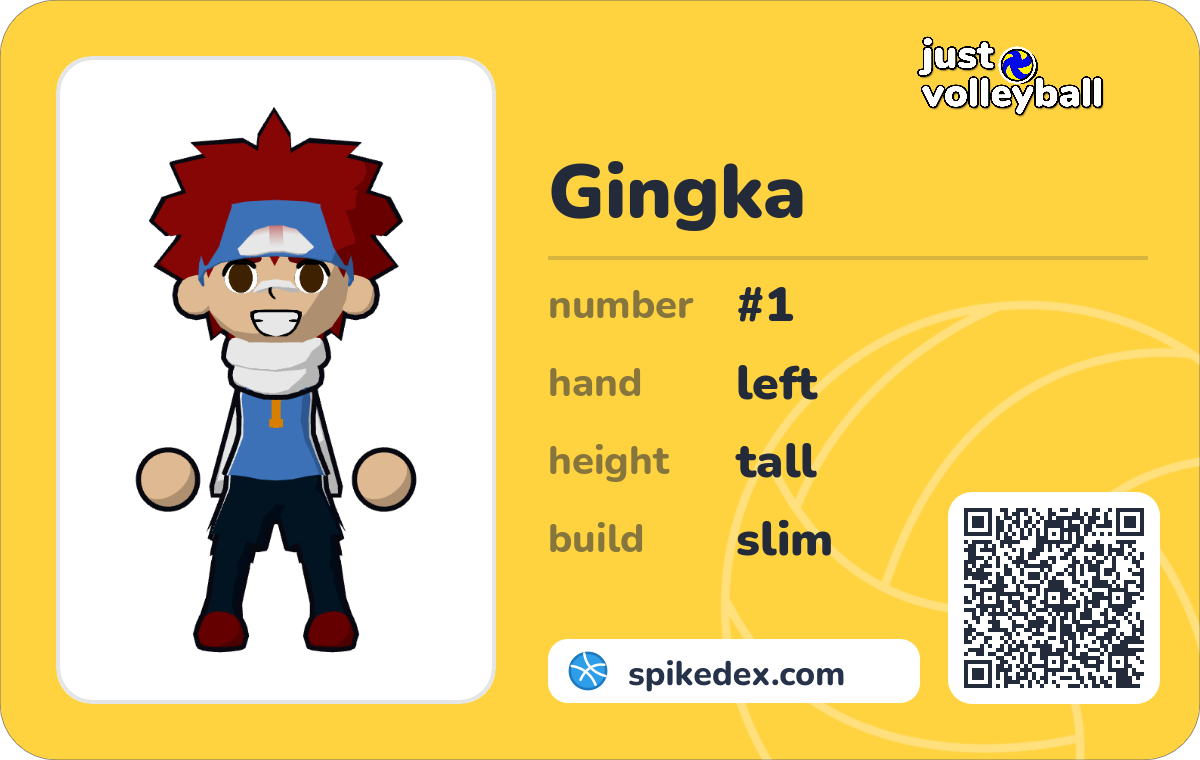 just
volleyball
Gingka
number #1
hand left
height tall
build slim
spikedex.com